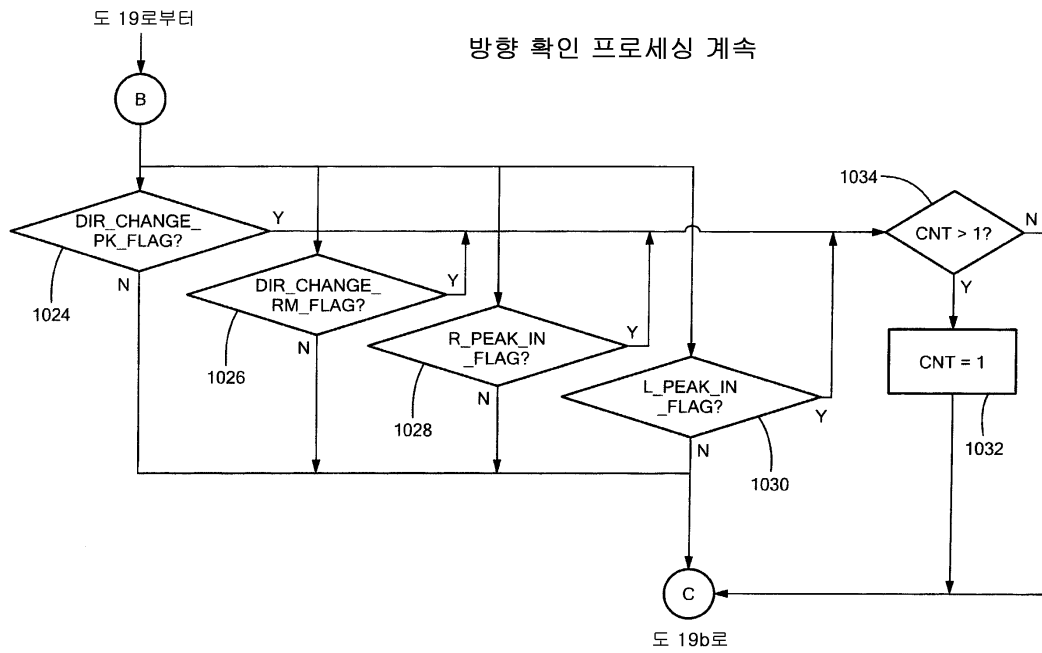 도 19로부터
방향 확인 프로세싱 계속
B
1034
DIR_CHANGE_
PK_FLAG?
Y
N
1024
DIR_CHANGE_
RM_FLAG?
Y
N
1026
R_PEAK_IN
_FLAG?
Y
N
1028
L_PEAK_IN
_FLAG?
Y
N
1030
CNT > 1?
N
Y
CNT = 1
1032
C
도 19b로